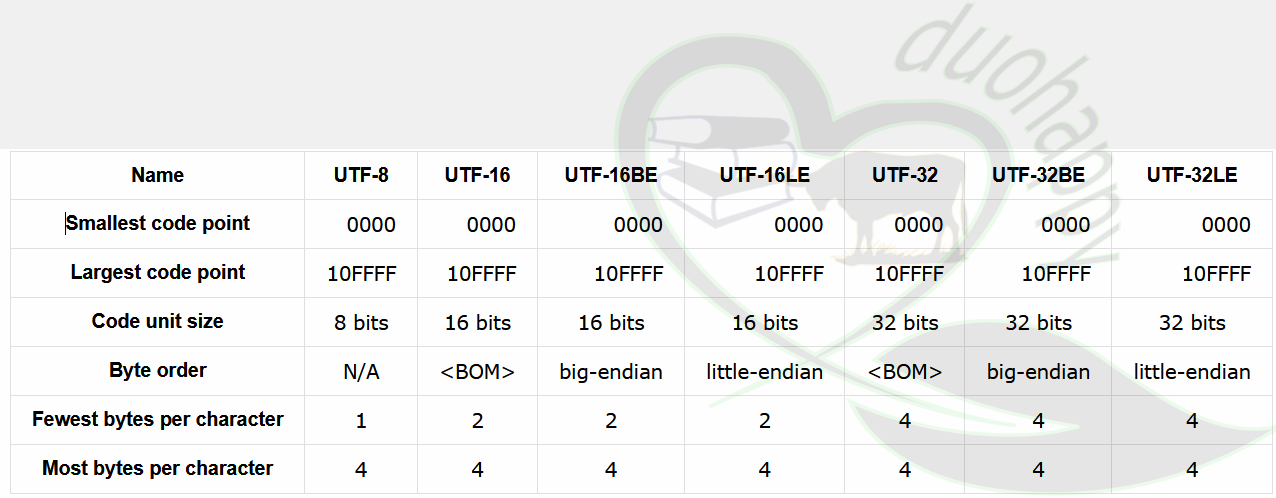 duohappy
Name UTF-8 UTF-16 UTF-16BE UTF-16LE UTF-32 UTF-32BE UTF-32LE
Smallest code point 0000 0000 0000 0000 0000 0000 0000
Largest code point 10FFFF 10FFFF 10FFFF 10FFFF 10FFFF 10FFFF 10FFFF
Code unit size 8 bits 16 bits 16 bits 16 bits 32 bits 32 bits 32 bits
Byte order N/A <BOM> big-endian little-endian <BOM> big-endian little-endian
Fewest bytes per character 1 2 2 2 4 4 4
Most bytes per character 4 4 4 4 4 4 4